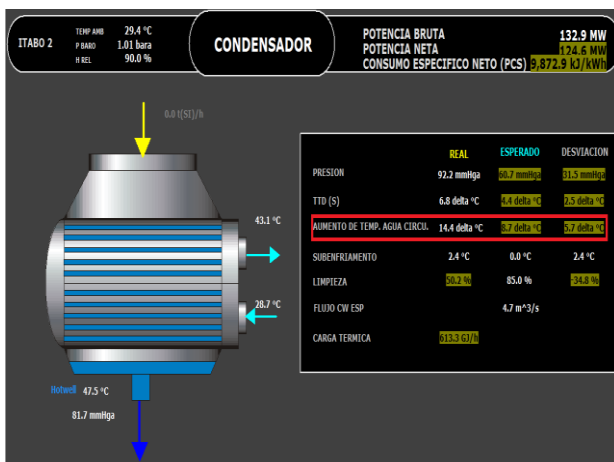 ITABO 2
TEMP AMB 29.4 °C
P BARO 1.01 bara
H REL 90.0 %
CONDENSADOR
POTENCIA BRUTA 132.9 MW
POTENCIA NETA 124.6 MW
CONSUMO ESPECIFICO NETO (PCS) 9,872.9 kJ/kWh
0.0 t(SI)/h
43.1 °C
28.7 °C
Hotwell 47.5 °C
81.7 mmHga
REAL ESPERADO DESVIACION
PRESION 92.2 mmHga 60.7 mmHga 31.5 mmHga
TTD (S) 6.8 delta °C 4.4 delta °C 2.5 delta °C
AUMENTO DE TEMP. AGUA CIRCU. 14.4 delta °C 8.7 delta °C 5.7 delta °C
SUBENFRIAMENTO 2.4 °C 0.0 °C 2.4 °C
LIMPIEZA 50.2 % 85.0 % -34.8 %
FLUJO CW ESP 4.7 m^3/s
CARGA TERMICA 613.3 GJ/h